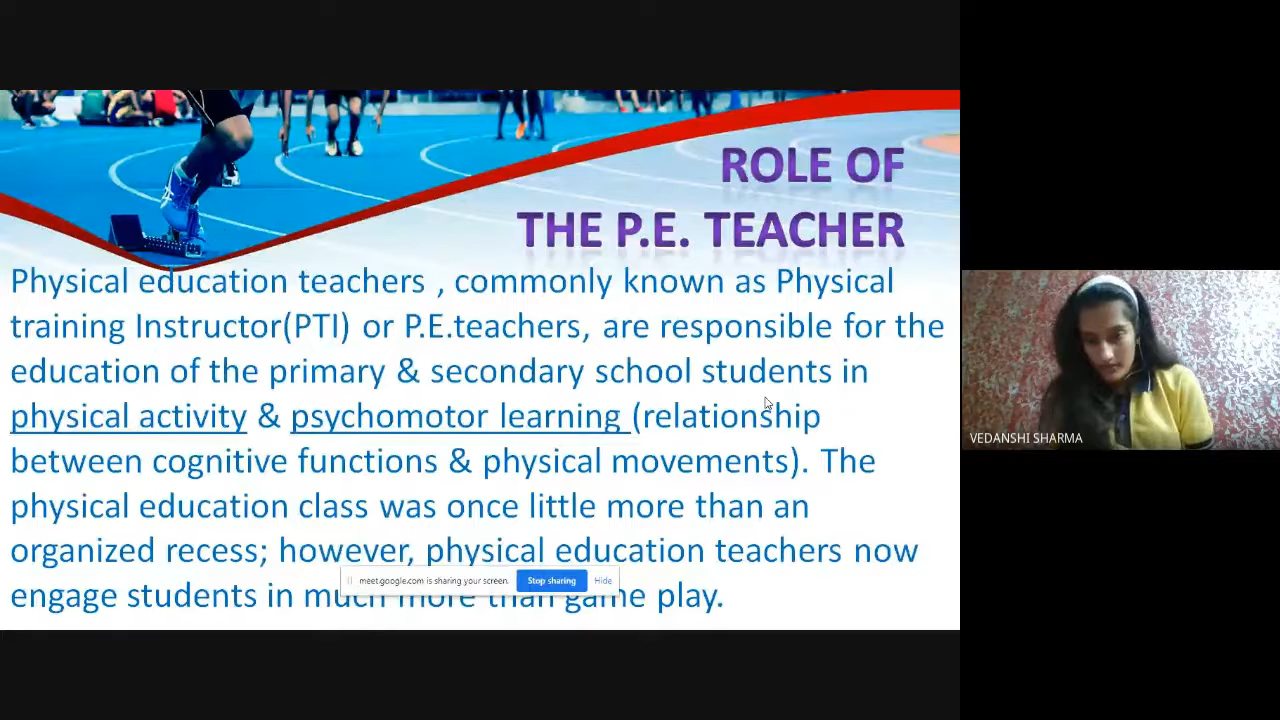 ROLE OF
THE P.E. TEACHER
Physical education teachers , commonly known as Physical
training Instructor(PTI) or P.E.teachers, are responsible for the
education of the primary & secondary school students in
physical activity & psychomotor learning (relationship
between cognitive functions & physical movements). The
physical education class was once little more than an
organized recess; however, physical education teachers now
engage students in much more than game play.
meet.google.com is sharing your screen. Stop sharing Hide
VEDANSHI SHARMA